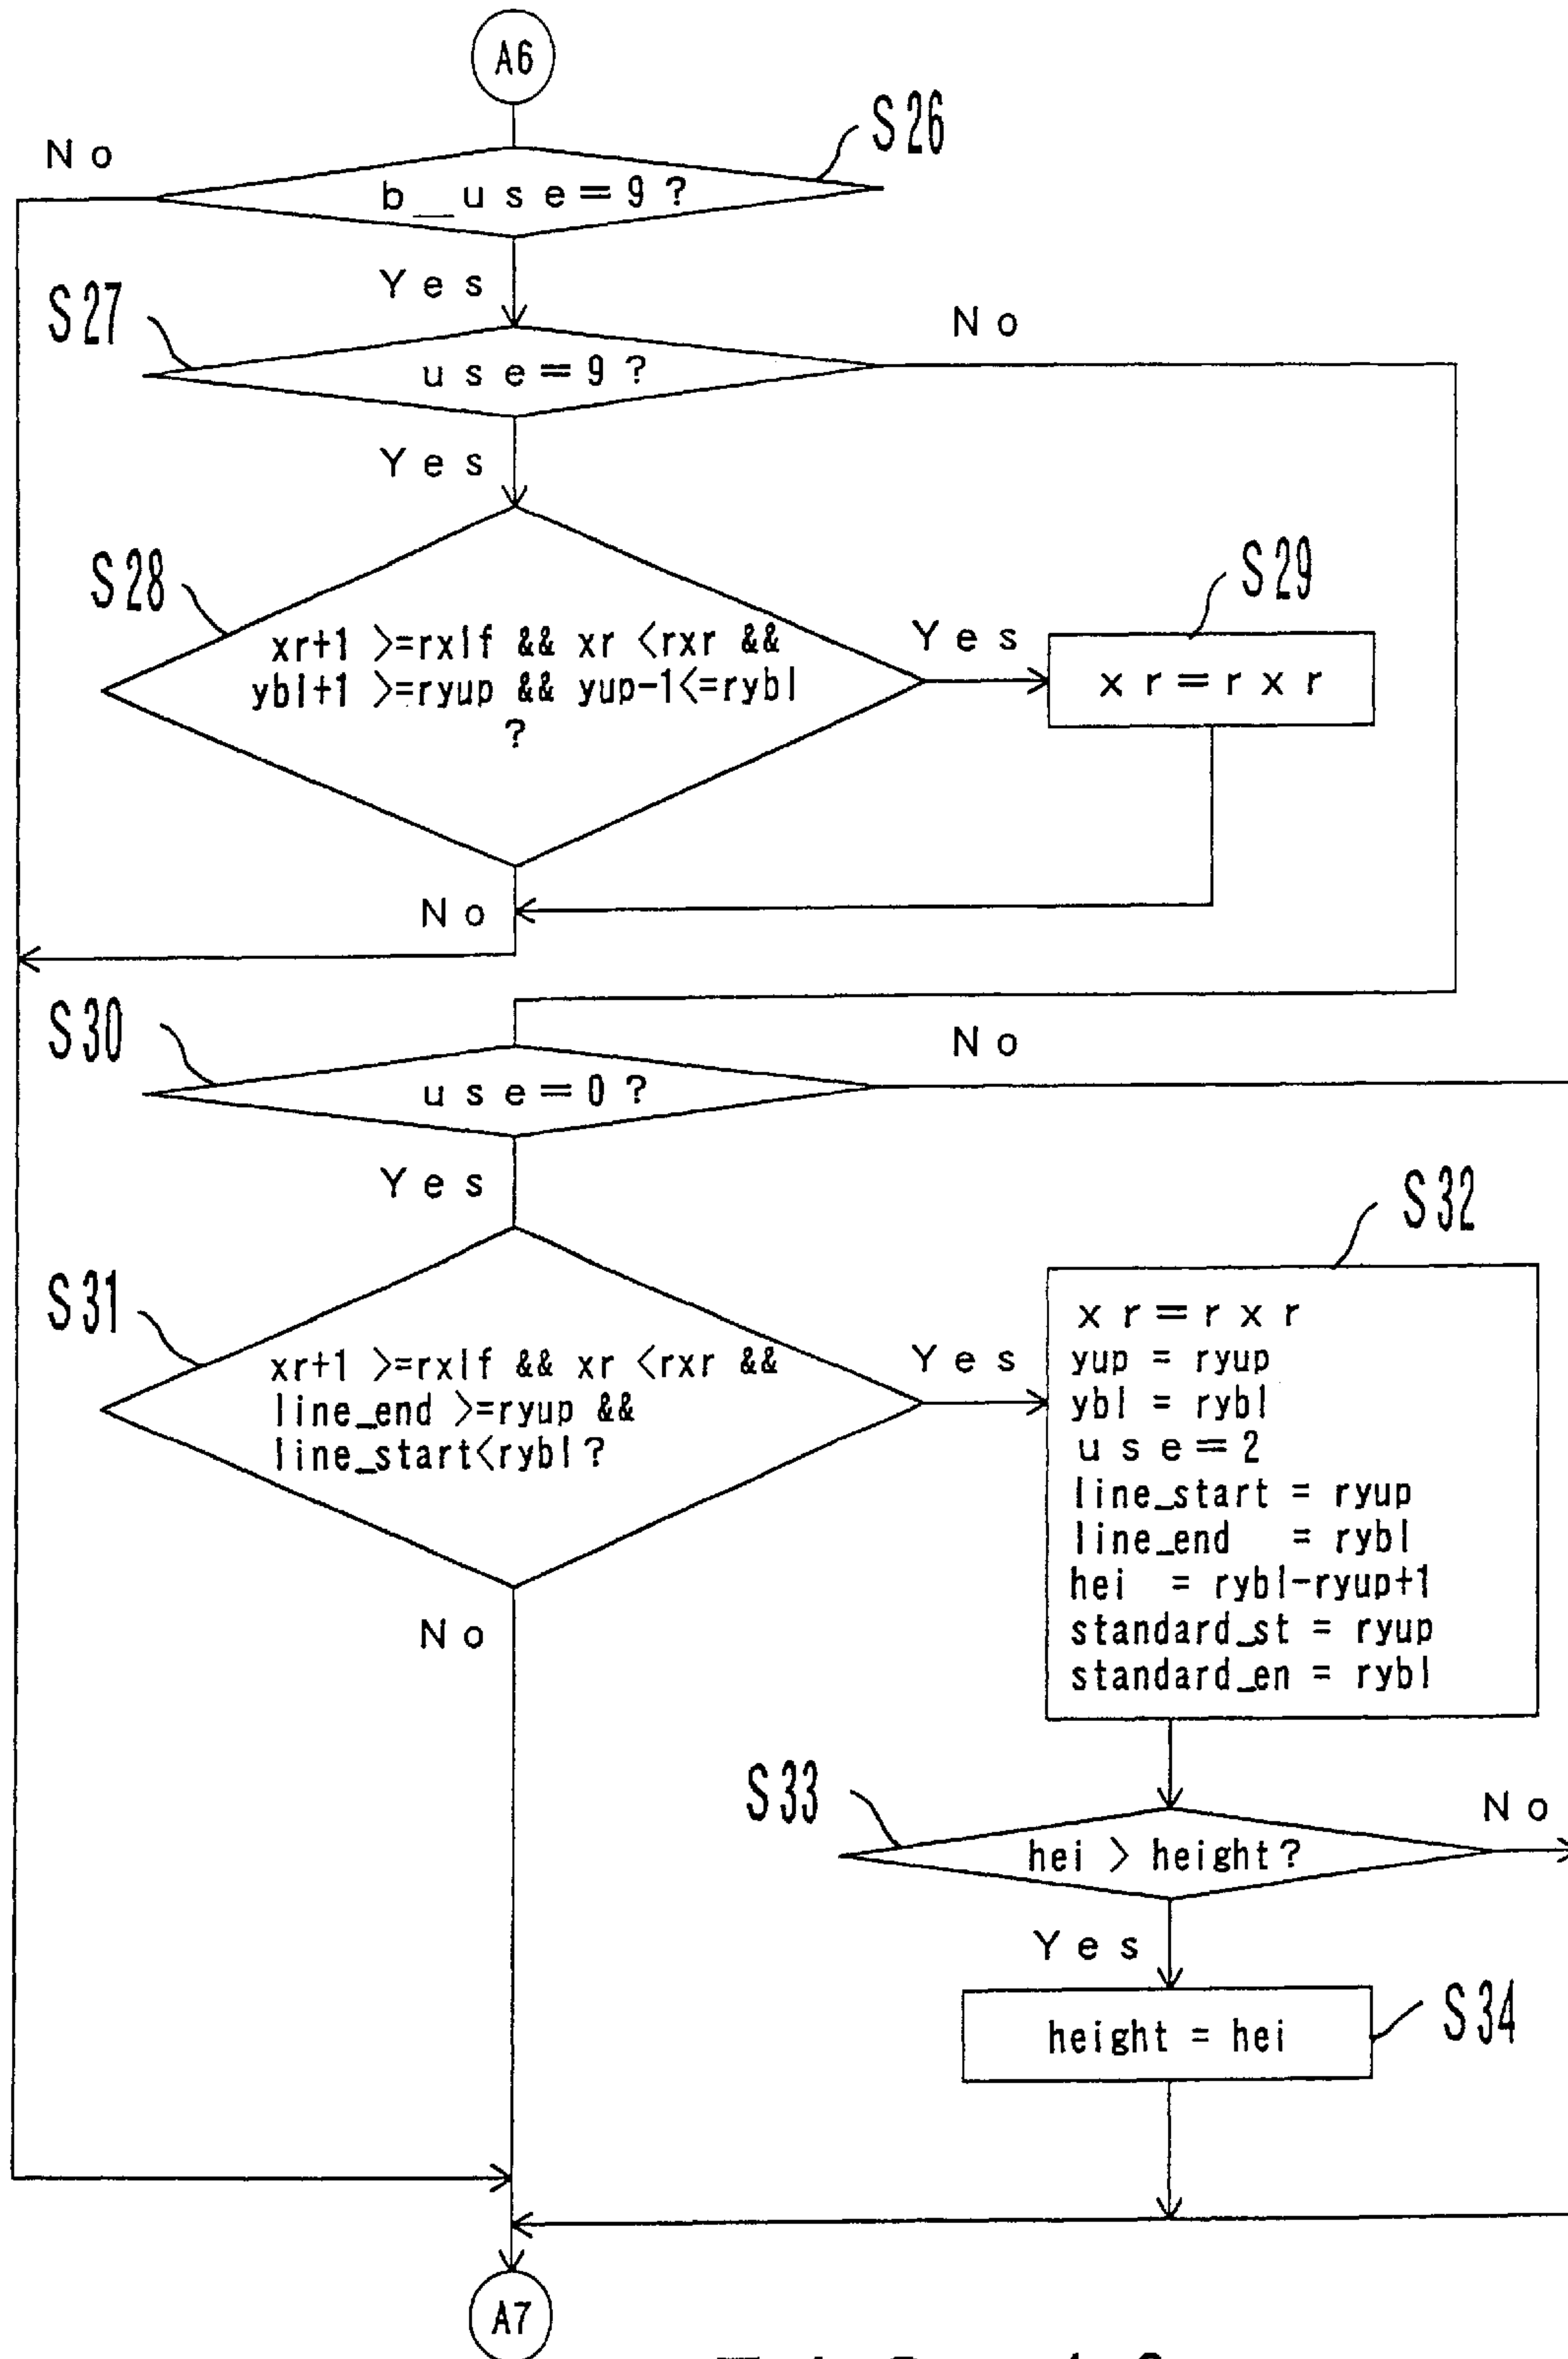 A6
S26
No
b__use=9?
Yes
S27
No
use=9?
Yes
S28
S29
xr+1 >=rxlf && xr <rxr &&
ybl+1 >=ryup && yup-1<=rybl
?
Yes
xr=rxr
No
S30
No
use=0?
Yes
S32
S31
xr+1 >=rxlf && xr <rxr &&
line_end >=ryup &&
line_start<rybl?
Yes
xr=rxr
yup = ryup
ybl = rybl
use=2
line_start = ryup
line_end = rybl
hei = rybl-ryup+1
standard_st = ryup
standard_en = rybl
No
S33
No
hei > height?
Yes
S34
height = hei
A7